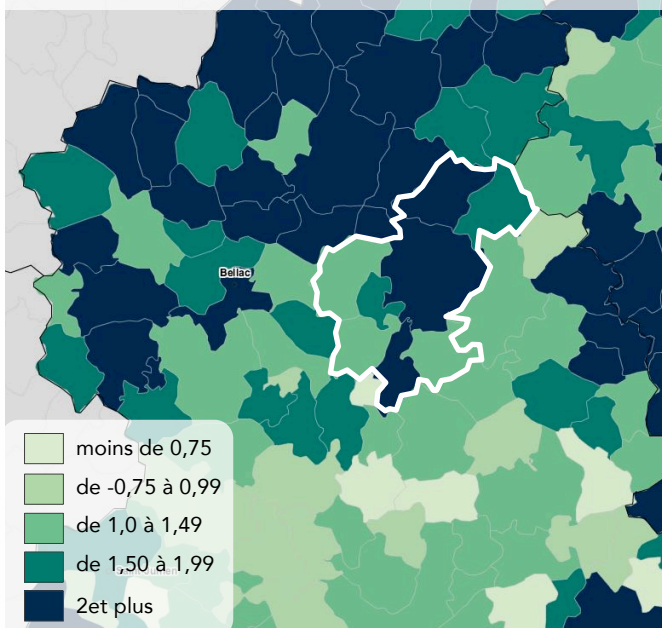 Bellac
moins de 0,75
de -0,75 à 0,99
de 1,0 à 1,49
de 1,50 à 1,99
2et plus